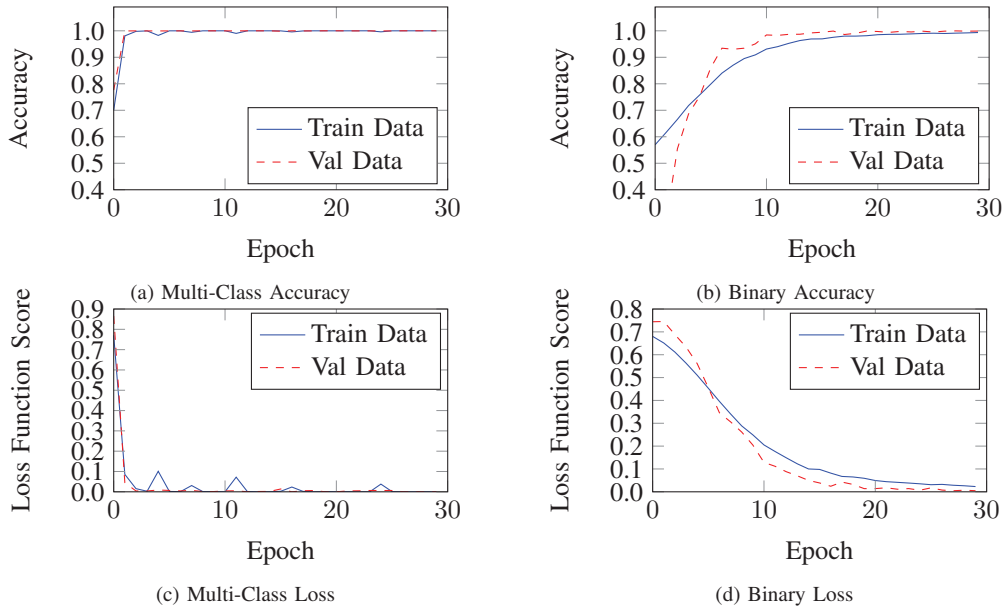 1.0
0.9
0.8
0.7
0.6
0.5
0.4
Accuracy
Train Data
Val Data
0 10 20 30
Epoch
(a) Multi-Class Accuracy
1.0
0.9
0.8
0.7
0.6
0.5
0.4
Accuracy
Train Data
Val Data
0 10 20 30
Epoch
(b) Binary Accuracy
0.9
0.8
0.7
0.6
0.5
0.4
0.3
0.2
0.1
0.0
Loss Function Score
Train Data
Val Data
0 10 20 30
Epoch
(c) Multi-Class Loss
0.8
0.7
0.6
0.5
0.4
0.3
0.2
0.1
0.0
Loss Function Score
Train Data
Val Data
0 10 20 30
Epoch
(d) Binary Loss